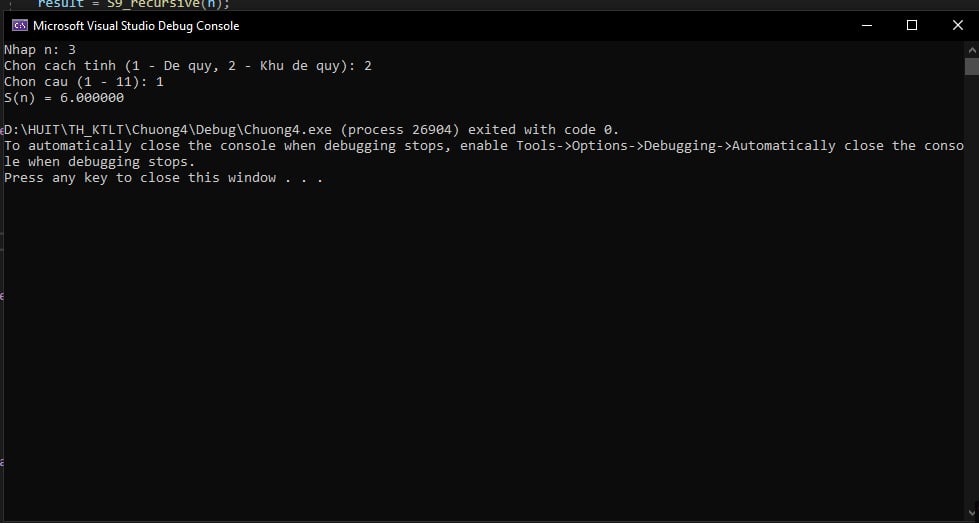 result = S9_recursive(n);
Microsoft Visual Studio Debug Console
Nhap n: 3
Chon cach tinh (1 - De quy, 2 - Khu de quy): 2
Chon cau (1 - 11): 1
S(n) = 6.000000
D:\HUIT\TH_KTLT\Chuong4\Debug\Chuong4.exe (process 26904) exited with code 0.
To automatically close the console when debugging stops, enable Tools->Options->Debugging->Automatically close the conso
le when debugging stops.
Press any key to close this window . . .